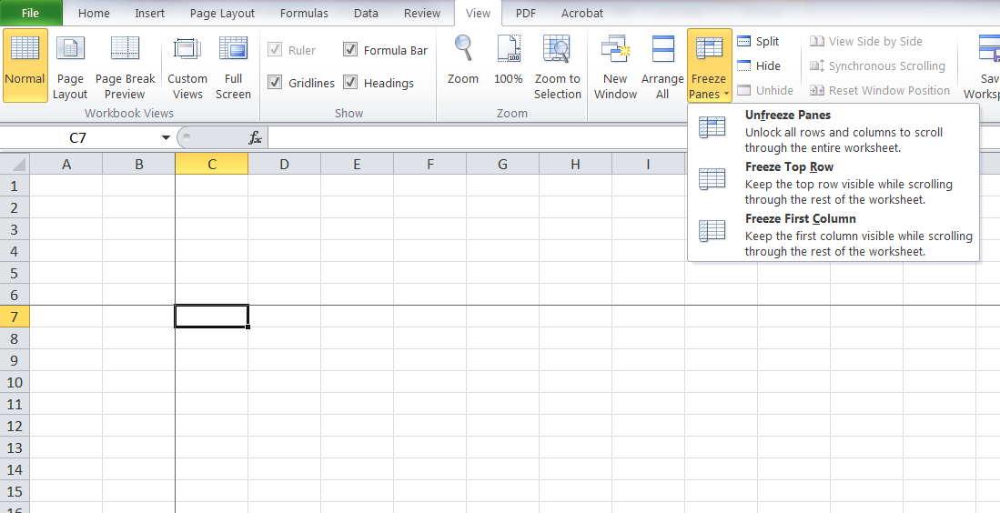 File Home Insert Page Layout Formulas Data Review View PDF Acrobat
Normal
Page Layout
Page Break Preview
Custom Views
Full Screen
Workbook Views
Ruler
Formula Bar
Gridlines
Headings
Show
Zoom
100%
Zoom to Selection
Zoom
New Window
Arrange All
Freeze Panes
Split
Hide
Unhide
View Side by Side
Synchronous Scrolling
Reset Window Position
Save
Unfreeze Panes
Unlock all rows and columns to scroll
through the entire worksheet.
Freeze Top Row
Keep the top row visible while scrolling
through the rest of the worksheet.
Freeze First Column
Keep the first column visible while scrolling
through the rest of the worksheet.
C7 fx
A B C D E F G H I
1
2
3
4
5
6
7
8
9
10
11
12
13
14
15
16